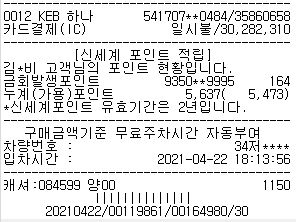 0012 KEB 하나 541707**0484/35860658
카드결제(IC) 일시불/30,282,310
[신세계 포인트 적립]
김*비 고객님의 포인트 현황입니다.
금회발생포인트 9350**9995 164
누계(가용)포인트 5,637( 5,473)
*신세계포인트 유효기간은 2년입니다.
구매금액기준 무료주차시간 자동부여
차량번호 : 34저****
입차시간 : 2021-04-22 18:13:56
캐셔:084599 양00 1150
20210422/00119861/00164980/30